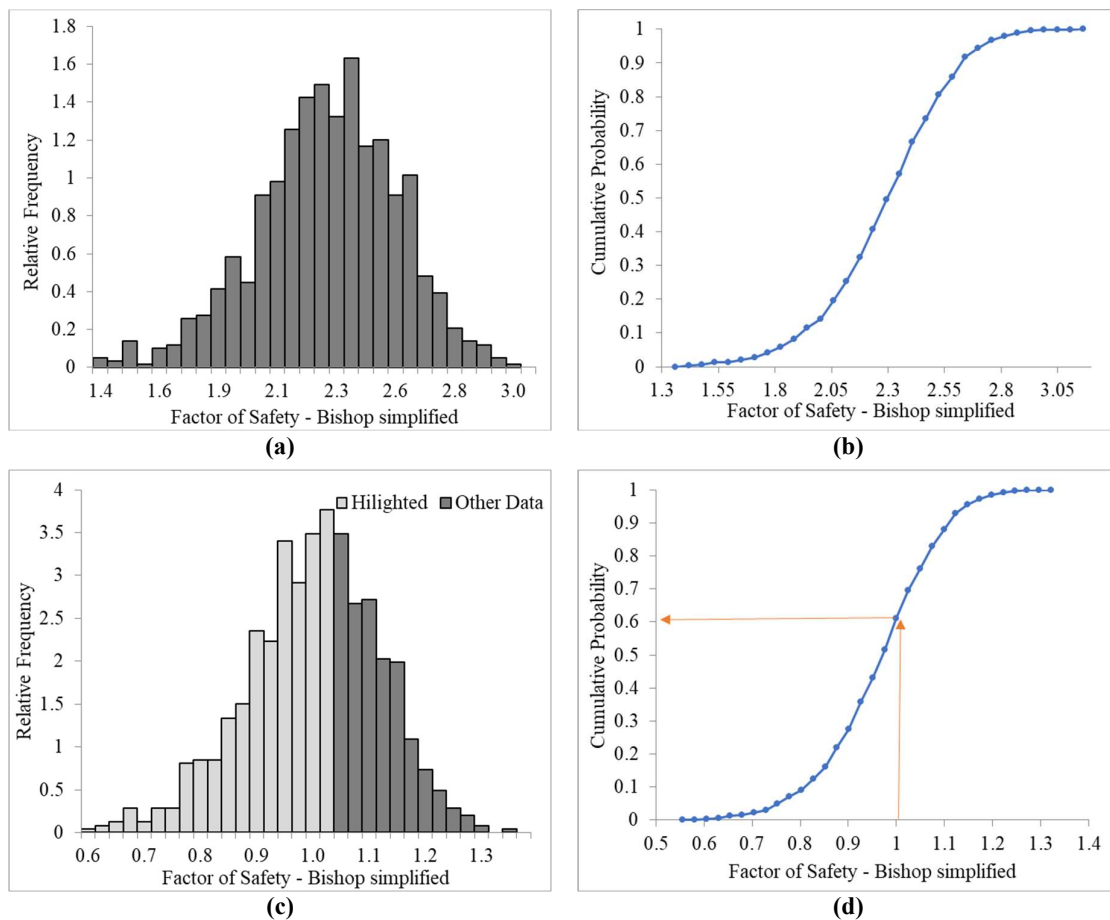 1.8
1.6
1.4
1.2
1
0.8
0.6
0.4
0.2
0
Relative Frequency
1.4 1.6 1.9 2.1 2.3 2.6 2.8 3.0
Factor of Safety - Bishop simplified
(a)
1
0.9
0.8
0.7
0.6
0.5
0.4
0.3
0.2
0.1
0
Cumulative Probability
1.3 1.55 1.8 2.05 2.3 2.55 2.8 3.05
Factor of Safety - Bishop simplified
(b)
Hilighted Other Data
4
3.5
3
2.5
2
1.5
1
0.5
0
Relative Frequency
0.6 0.7 0.8 0.9 1.0 1.1 1.3
Factor of Safety - Bishop simplified
(c)
1
0.9
0.8
0.7
0.6
0.5
0.4
0.3
0.2
0.1
0
Cumulative Probability
0.5 0.6 0.7 0.8 0.9 1 1.1 1.2 1.3 1.4
Factor of Safety - Bishop simplified
(d)